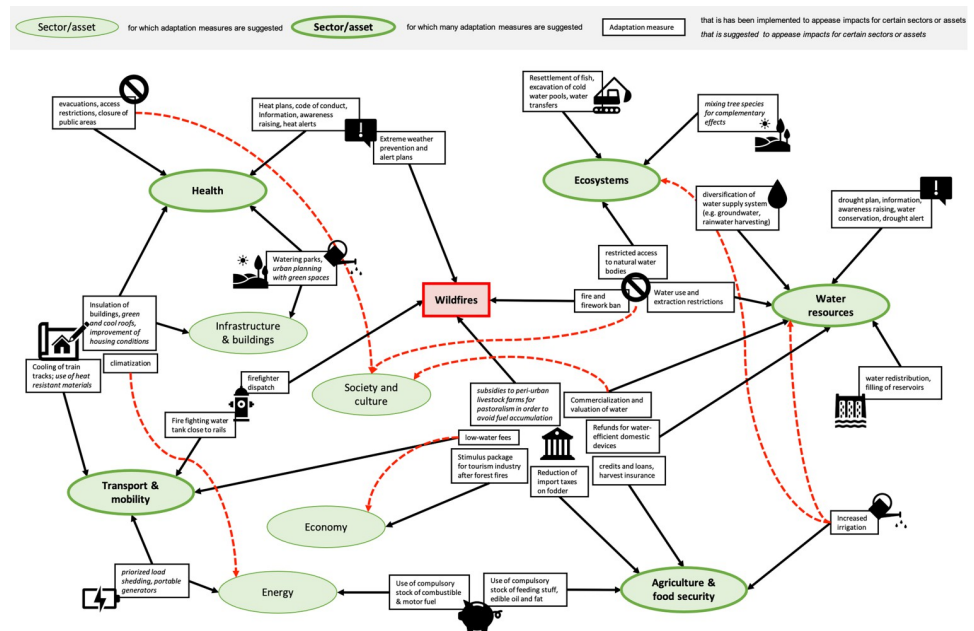 Sector/asset
for which adaptation measures are suggested
Sector/asset
for which many adaptation measures are suggested
Adaptation measure
that is has been implemented to appease impacts for certain sectors or assets
that is suggested to appease impacts for certain sectors or assets
evacuations, access
restrictions, closure of
public areas
Heat plans, code of conduct,
Information, awareness
raising, heat alerts
Extreme weather
prevention and
alert plans
Resettlement of fish,
excavation of cold
water pools, water
transfers
mixing tree species
for complementary
effects
Health
Ecosystems
diversification of
water supply system
(e.g. groundwater,
rainwater harvesting)
drought plan, information,
awareness raising, water
conservation, drought alert
Watering parks,
urban planning
with green spaces
restricted access
to natural water
bodies
Wildfires
fire and
firework ban
Water use and
extraction restrictions
Water
resources
Insulation of
buildings, green
and cool roofs,
improvement of
housing conditions
Infrastructure
& buildings
Cooling of train
tracks; use of heat
resistant materials
climatization
firefighter
dispatch
Society and
culture
subsidies to peri-urban
livestock farms for
pastoralism in order to
avoid fuel accumulation
Commercialization and
valuation of water
water redistribution,
filling of reservoirs
Fire fighting water
tank close to rails
low-water fees
Refunds for water-
efficient domestic
devices
Stimulus package
for tourism industry
after forest fires
Reduction of
import taxes
on fodder
credits and loans,
harvest insurance
Transport &
mobility
Economy
Increased
irrigation
priorized load
shedding, portable
generators
Energy
Use of compulsory
stock of combustible
& motor fuel
Use of compulsory
stock of feeding stuff,
edible oil and fat
Agriculture &
food security